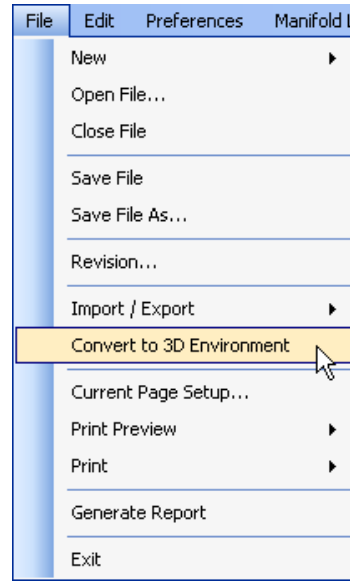 File Edit Preferences Manifold
New
Open File...
Close File
Save File
Save File As...
Revision...
Import / Export
Convert to 3D Environment
Current Page Setup...
Print Preview
Print
Generate Report
Exit